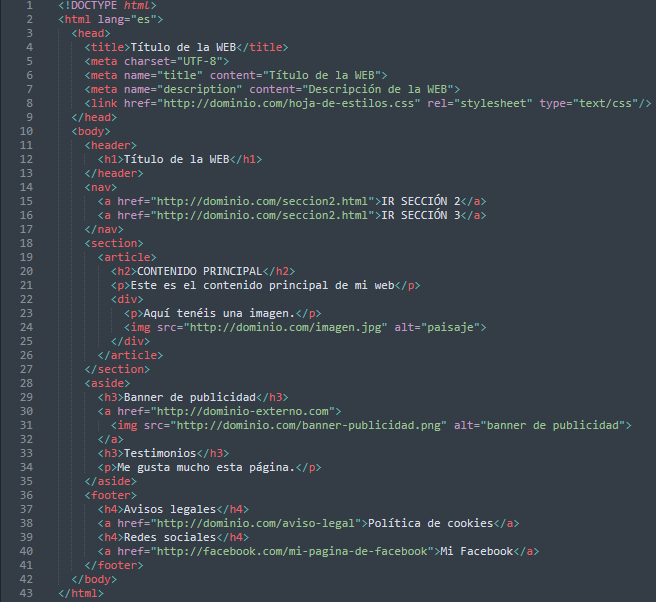 1 <!DOCTYPE html>
2 <html lang="es">
3 <head>
4 <title>Título de la WEB</title>
5 <meta charset="UTF-8">
6 <meta name="title" content="Título de la WEB">
7 <meta name="description" content="Descripción de la WEB">
8 <link href="http://dominio.com/hoja-de-estilos.css" rel="stylesheet" type="text/css"/>
9 </head>
10 <body>
11 <header>
12 <h1>Título de la WEB</h1>
13 </header>
14 <nav>
15 <a href="http://dominio.com/seccion2.html">IR SECCIÓN 2</a>
16 <a href="http://dominio.com/seccion2.html">IR SECCIÓN 3</a>
17 </nav>
18 <section>
19 <article>
20 <h2>CONTENIDO PRINCIPAL</h2>
21 <p>Este es el contenido principal de mi web</p>
22 <div>
23 <p>Aquí tenéis una imagen.</p>
24 <img src="http://dominio.com/imagen.jpg" alt="paisaje">
25 </div>
26 </article>
27 </section>
28 <aside>
29 <h3>Banner de publicidad</h3>
30 <a href="http://dominio-externo.com">
31 <img src="http://dominio.com/banner-publicidad.png" alt="banner de publicidad">
32 </a>
33 <h3>Testimonios</h3>
34 <p>Me gusta mucho esta página.</p>
35 </aside>
36 <footer>
37 <h4>Avisos legales</h4>
38 <a href="http://dominio.com/aviso-legal">Política de cookies</a>
39 <h4>Redes sociales</h4>
40 <a href="http://facebook.com/mi-pagina-de-facebook">Mi Facebook</a>
41 </footer>
42 </body>
43 </html>